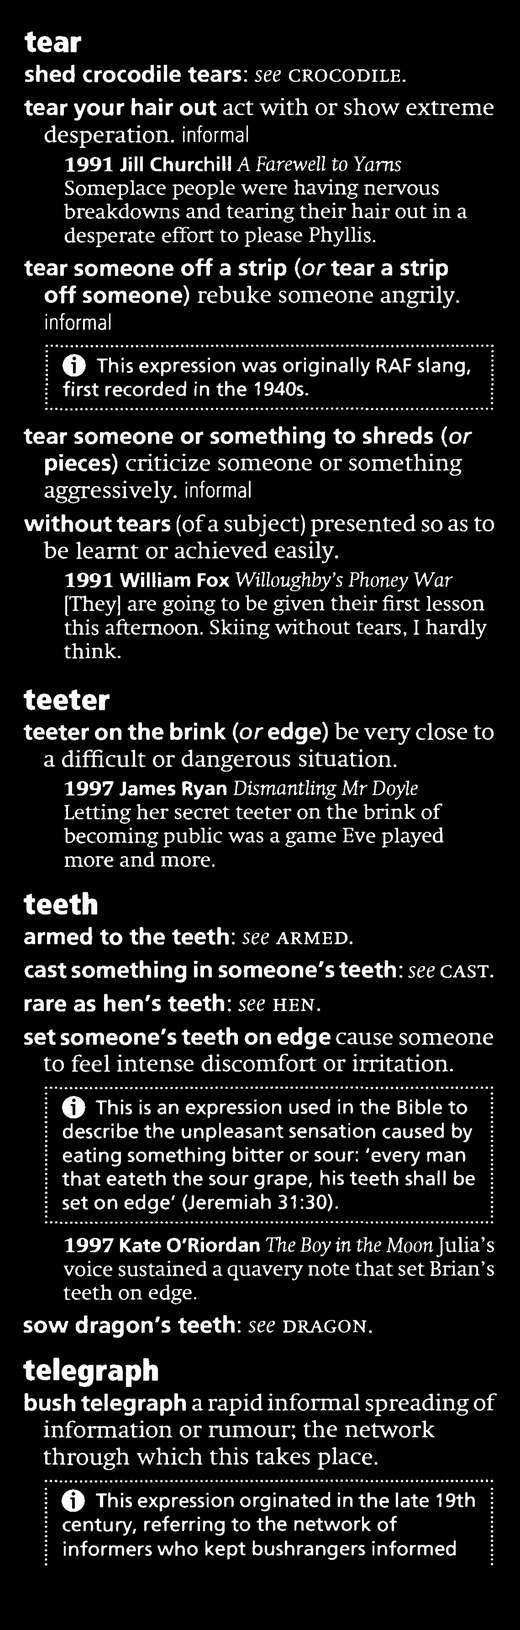 tear
shed crocodile tears: see CROCODILE.
tear your hair out act with or show extreme
desperation. informal
1991 Jill Churchill A Farewell to Yarns
Someplace people were having nervous
breakdowns and tearing their hair out in a
desperate effort to please Phyllis.
tear someone off a strip (or tear a strip
off someone) rebuke someone angrily.
informal
i This expression was originally RAF slang,
first recorded in the 1940s.
tear someone or something to shreds (or
pieces) criticize someone or something
aggressively. informal
without tears (of a subject) presented so as to
be learnt or achieved easily.
1991 William Fox Willoughby's Phoney War
[They] are going to be given their first lesson
this afternoon. Skiing without tears, I hardly
think.
teeter
teeter on the brink (or edge) be very close to
a difficult or dangerous situation.
1997 James Ryan Dismantling Mr Doyle
Letting her secret teeter on the brink of
becoming public was a game Eve played
more and more.
teeth
armed to the teeth: see ARMED.
cast something in someone's teeth: see CAST.
rare as hen's teeth: see HEN.
set someone's teeth on edge cause someone
to feel intense discomfort or irritation.
i This is an expression used in the Bible to
describe the unpleasant sensation caused by
eating something bitter or sour: 'every man
that eateth the sour grape, his teeth shall be
set on edge' (Jeremiah 31:30).
1997 Kate O'Riordan The Boy in the Moon Julia's
voice sustained a quavery note that set Brian's
teeth on edge.
sow dragon's teeth: see DRAGON.
telegraph
bush telegraph a rapid informal spreading of
information or rumour; the network
through which this takes place.
i This expression orginated in the late 19th
century, referring to the network of
informers who kept bushrangers informed